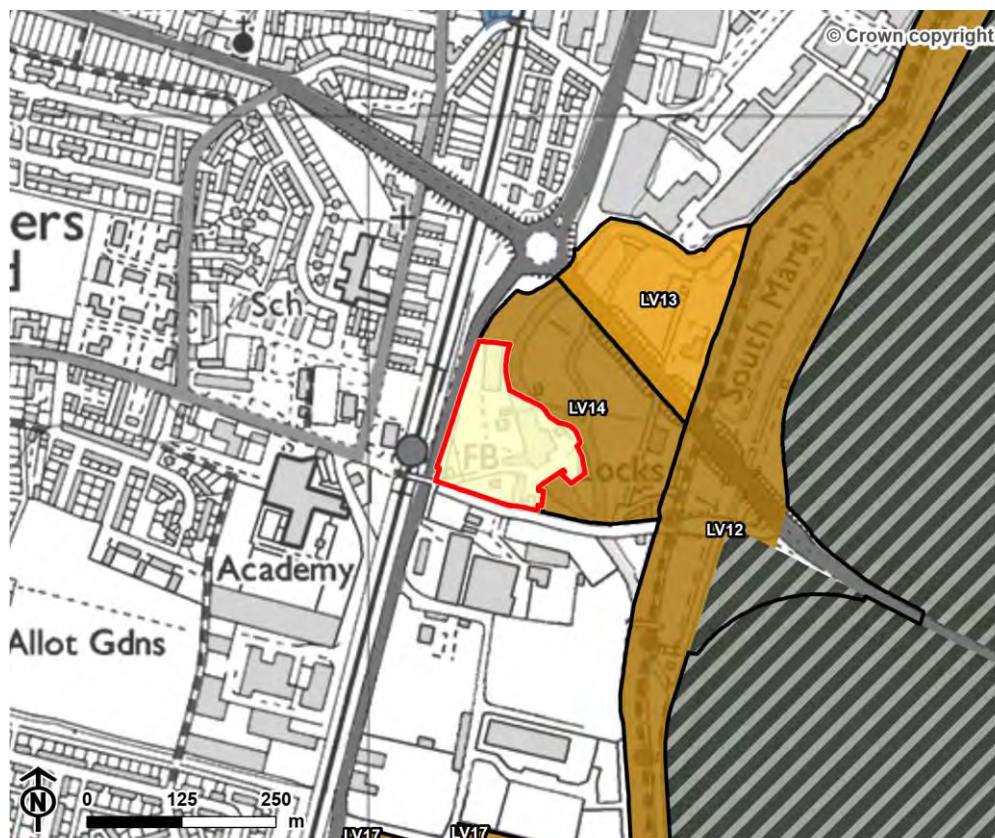 © Crown copyright
ers
d
Sch
LV13
South Marsh
LV14
FB
ocks
LV12
Academy
Allot Gdns
N
0 125 250
m
LV17
LV17